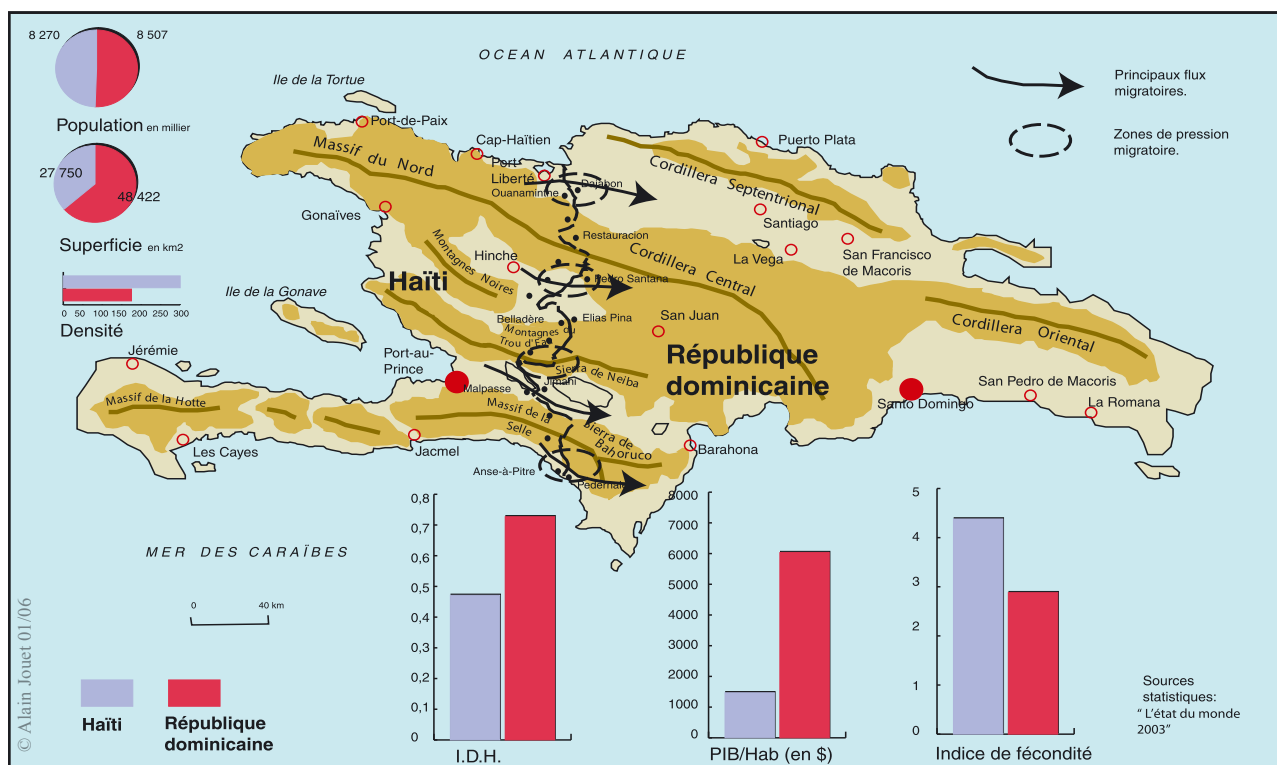 8 270
8 507
Population en millier
27 750
48 422
Superficie en km2
0 50 100 150 200 300
Densité
OCEAN ATLANTIQUE
Ile de la Tortue
Principaux flux
migratoires.
Zones de pression
migratoire.
Port-de-Paix
Cap-Haïtien
Port-
Liberté
Ouanaminthe
Dajabon
Puerto Plata
Massif du Nord
Cordillera Septentrional
Gonaïves
Santiago
Restauracion
La Vega
San Francisco
de Macoris
Montagnes Noires
Hinche
Cordillera Central
Haïti
Pedro Santana
Ile de la Gonave
Belladère
Elias Pina
San Juan
Cordillera Oriental
Montagnes du
Trou d'Ea
Jérémie
Port-au-
Prince
Sierra de Neiba
République
dominicaine
Malpasse
Jimani
San Pedro de Macoris
Santo Domingo
La Romana
Massif de la Hotte
Massif de la
Selle
Sierra de
Bahoruco
Les Cayes
Jacmel
Barahona
Anse-à-Pitre
Pedernales
MER DES CARAÏBES
0 40 km
© Alain Jouet 01/06
Haïti
République
dominicaine
0,8
0,7
0,6
0,5
0,4
0,3
0,2
0,1
0
I.D.H.
8000
7000
6000
5000
4000
3000
2000
1000
0
PIB/Hab (en $)
5
4
3
2
1
0
Indice de fécondité
Sources
statistiques:
“ L'état du monde
2003”